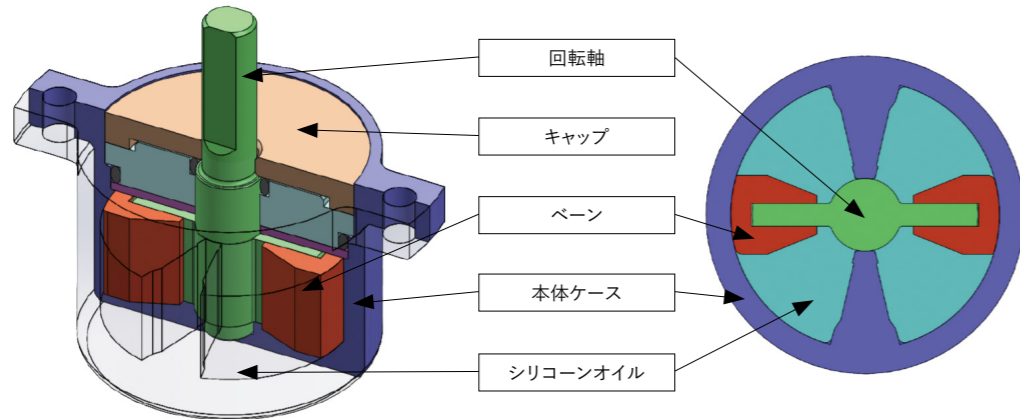 回転軸
キャップ
ベーン
本体ケース
シリコーンオイル